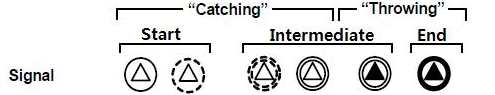 “Catching” “Throwing”
Start Intermediate End
Signal